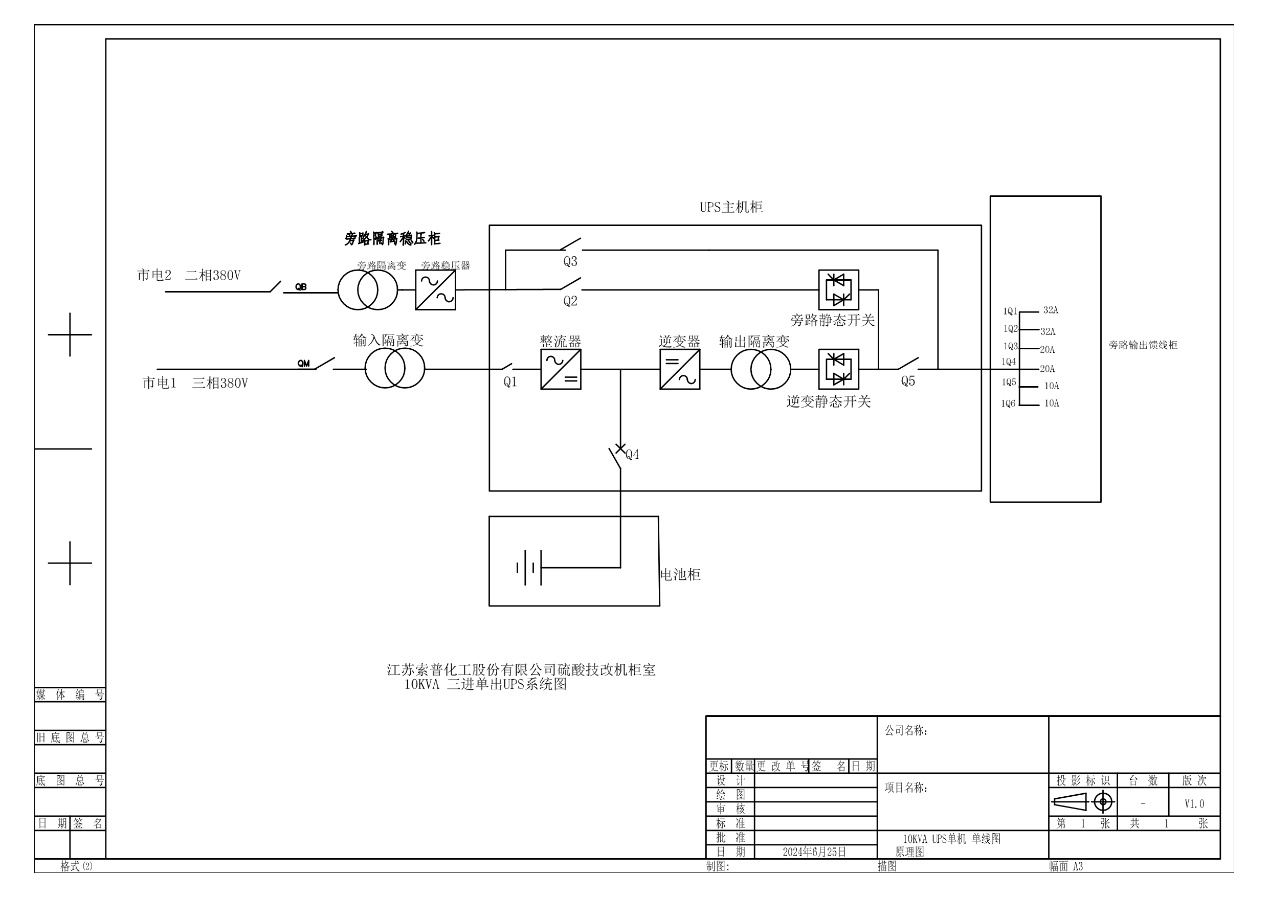 UPS主机柜
旁路隔离稳压柜
旁路隔离变
旁路稳压器
市电2 二相380V
QB
Q3
Q2
旁路静态开关
输入隔离变
整流器
逆变器
输出隔离变
QM
市电1 三相380V
Q1
逆变静态开关
Q5
Q4
电池柜
1Q1 32A
1Q2 32A
1Q3 20A
1Q4 20A
1Q5 10A
1Q6 10A
旁路输出馈线柜
江苏索普化工股份有限公司硫酸技改机柜室
10KVA 三进单出UPS系统图
媒体编号
旧底图总号
底图总号
日期 签名
格式(2)
公司名称:
更标 数量 更改单号 签名 日期
设计
绘图
审核
标准
批准
日期 2024年6月25日
项目名称:
投影标识 台数 版次
- V1.0
第 1 张 共 1 张
10KVA UPS单机 单线图
原理图
制图: 描图 幅面 A3